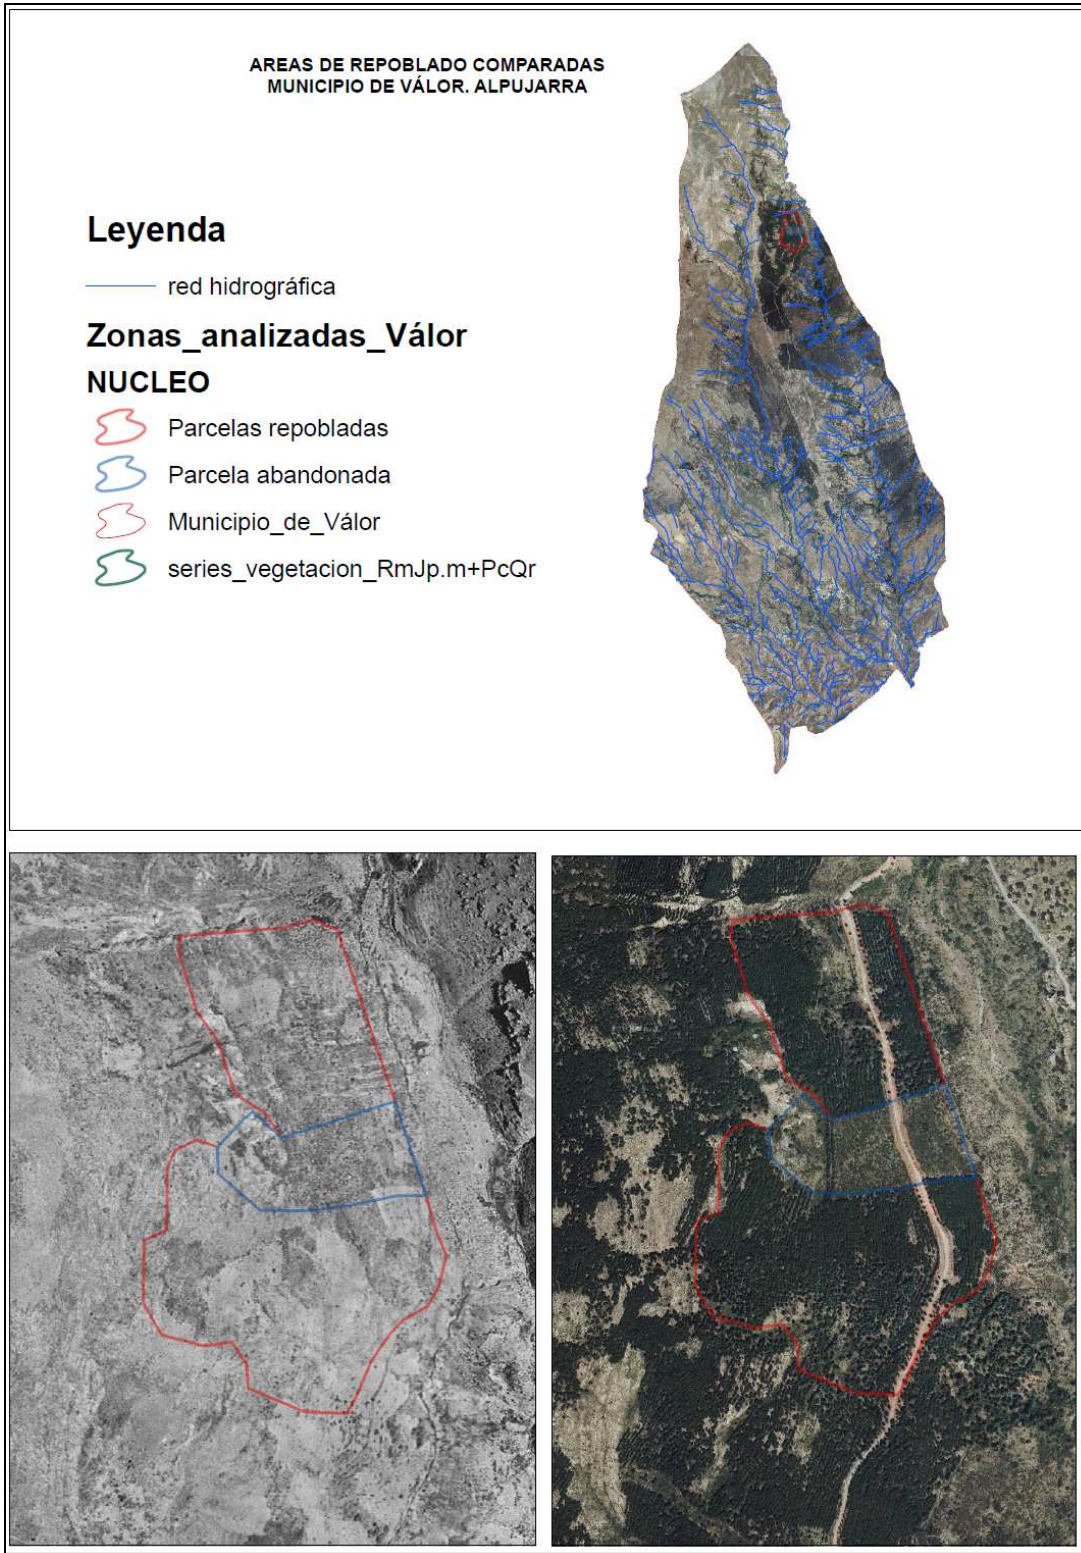 AREAS DE REPOBLADO COMPARADAS
MUNICIPIO DE VÁLOR. ALPUJARRA
Leyenda
red hidrográfica
Zonas_analizadas_Válor
NUCLEO
Parcelas repobladas
Parcela abandonada
Municipio_de_Válor
series_vegetacion_RmJp.m+PcQr